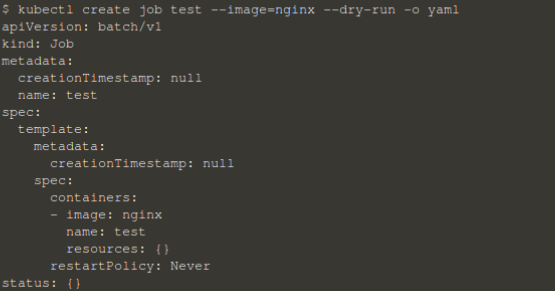 $ kubectl create job test --image=nginx --dry-run -o yaml
apiVersion: batch/v1
kind: Job
metadata:
  creationTimestamp: null
  name: test
spec:
  template:
    metadata:
      creationTimestamp: null
    spec:
      containers:
      - image: nginx
        name: test
        resources: {}
      restartPolicy: Never
status: {}